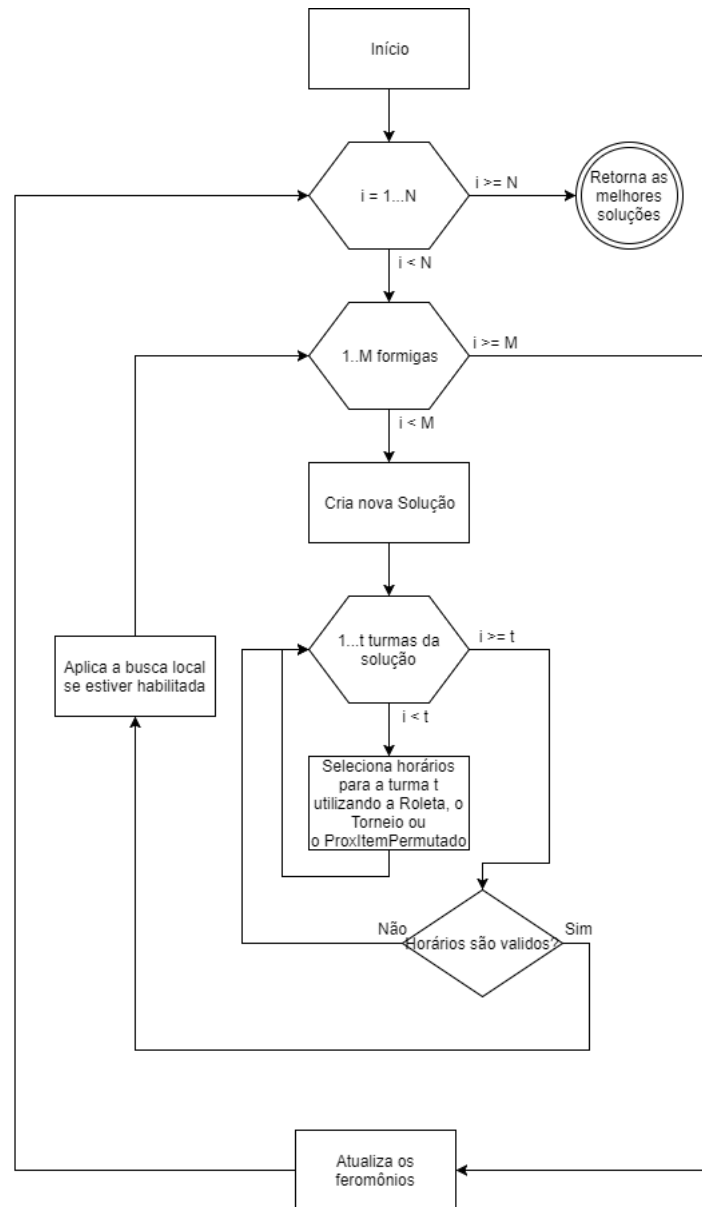 Início
i = 1...N
i >= N
Retorna as
melhores
soluções
i < N
1..M formigas
i >= M
i < M
Cria nova Solução
1...t turmas da
solução
i >= t
Aplica a busca local
se estiver habilitada
i < t
Seleciona horários
para a turma t
utilizando a Roleta, o
Torneio ou
o ProxItemPermutado
Não
Horários são validos?
Sim
Atualiza os
feromônios